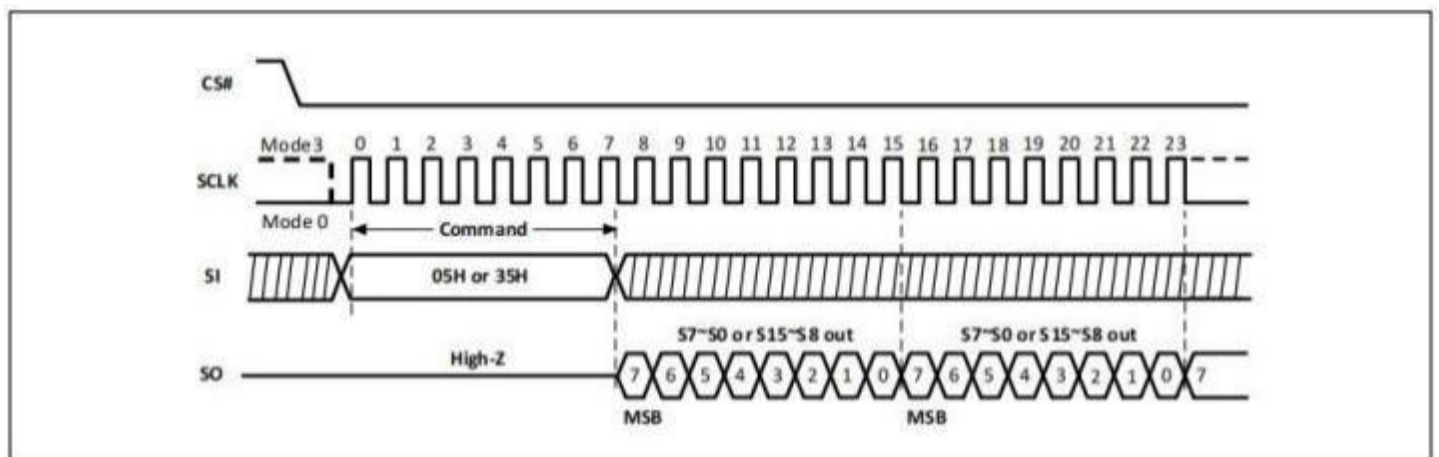 CS#
Mode3 0 1 2 3 4 5 6 7 8 9 10 11 12 13 14 15 16 17 18 19 20 21 22 23
SCLK
Mode 0
Command
SI 05H or 35H
S7~S0 or S15~S8 out S7~S0 or S15~S8 out
SO High-Z 7 6 5 4 3 2 1 0 7 6 5 4 3 2 1 0 7
MSB MSB